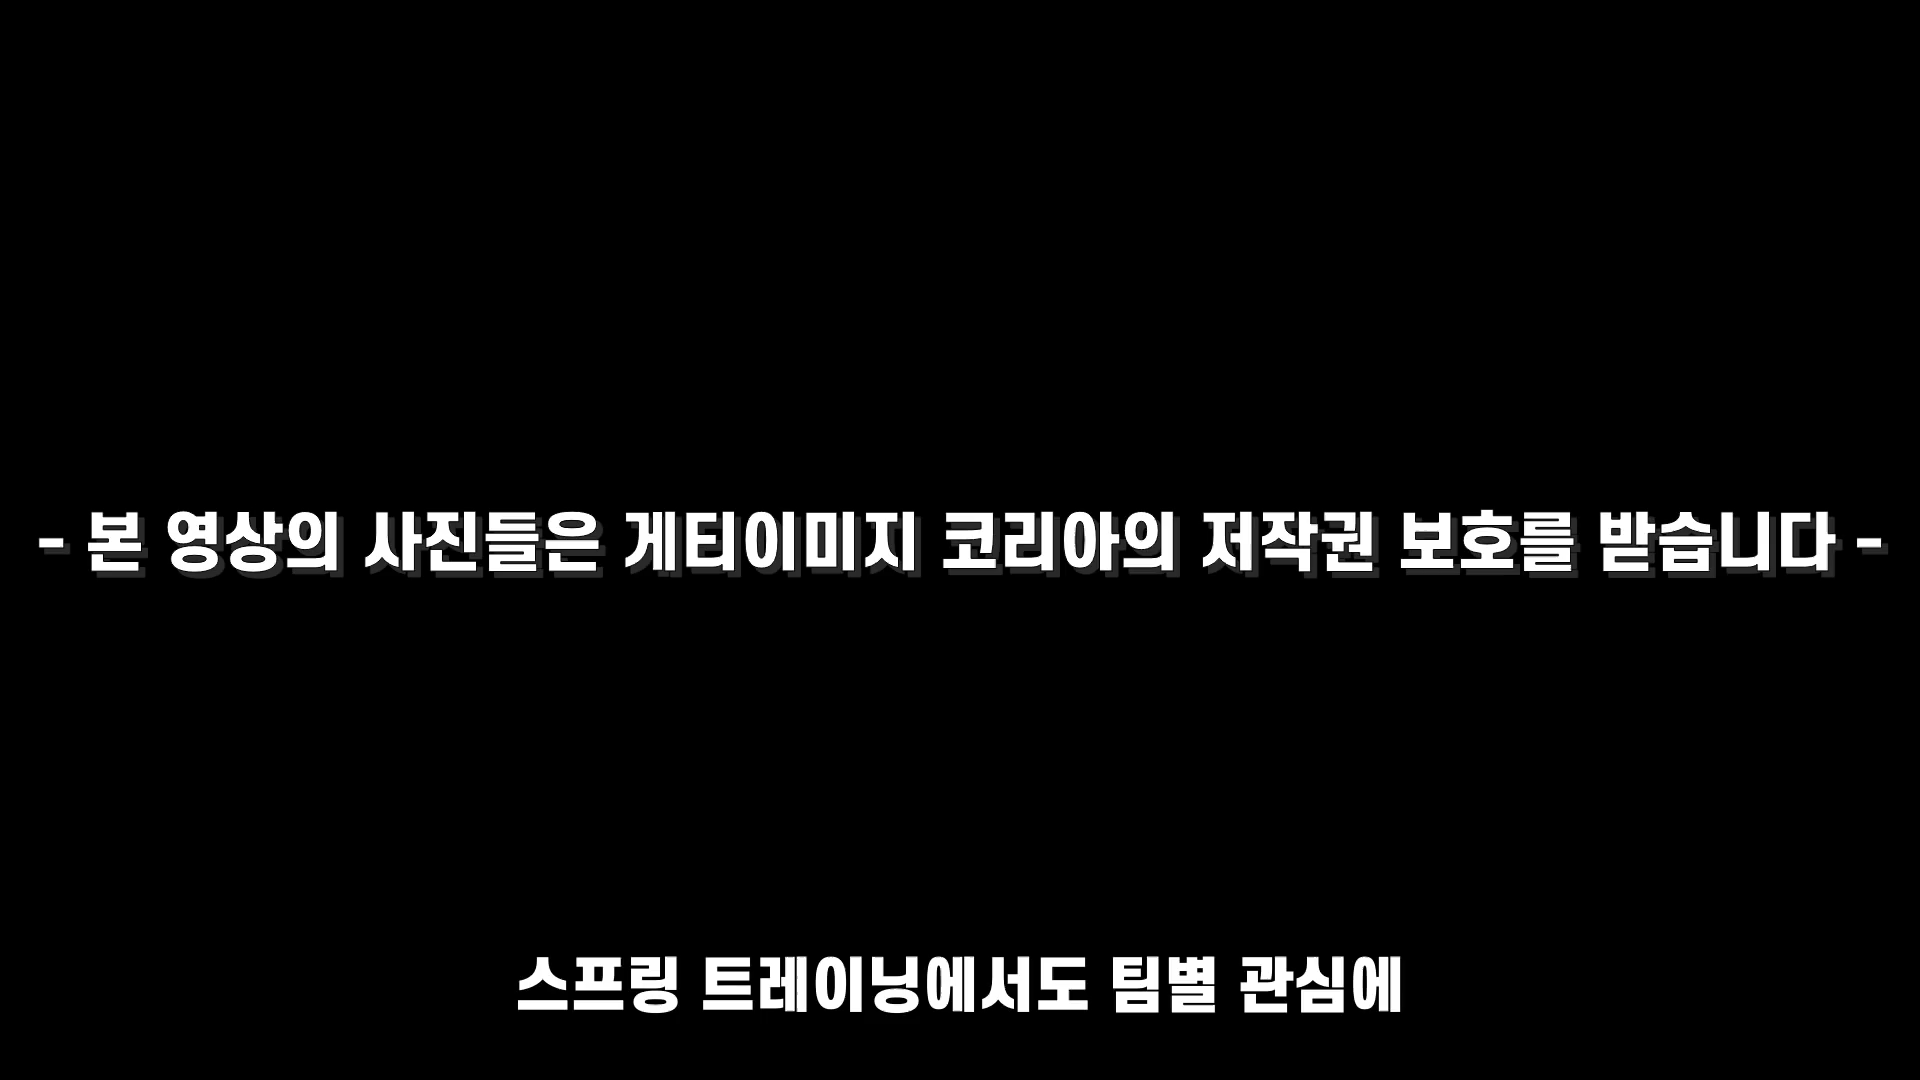 - 본 영상의 사진들은 게티이미지 코리아의 저작권 보호를 받습니다 -
스프링 트레이닝에서도 팀별 관심에